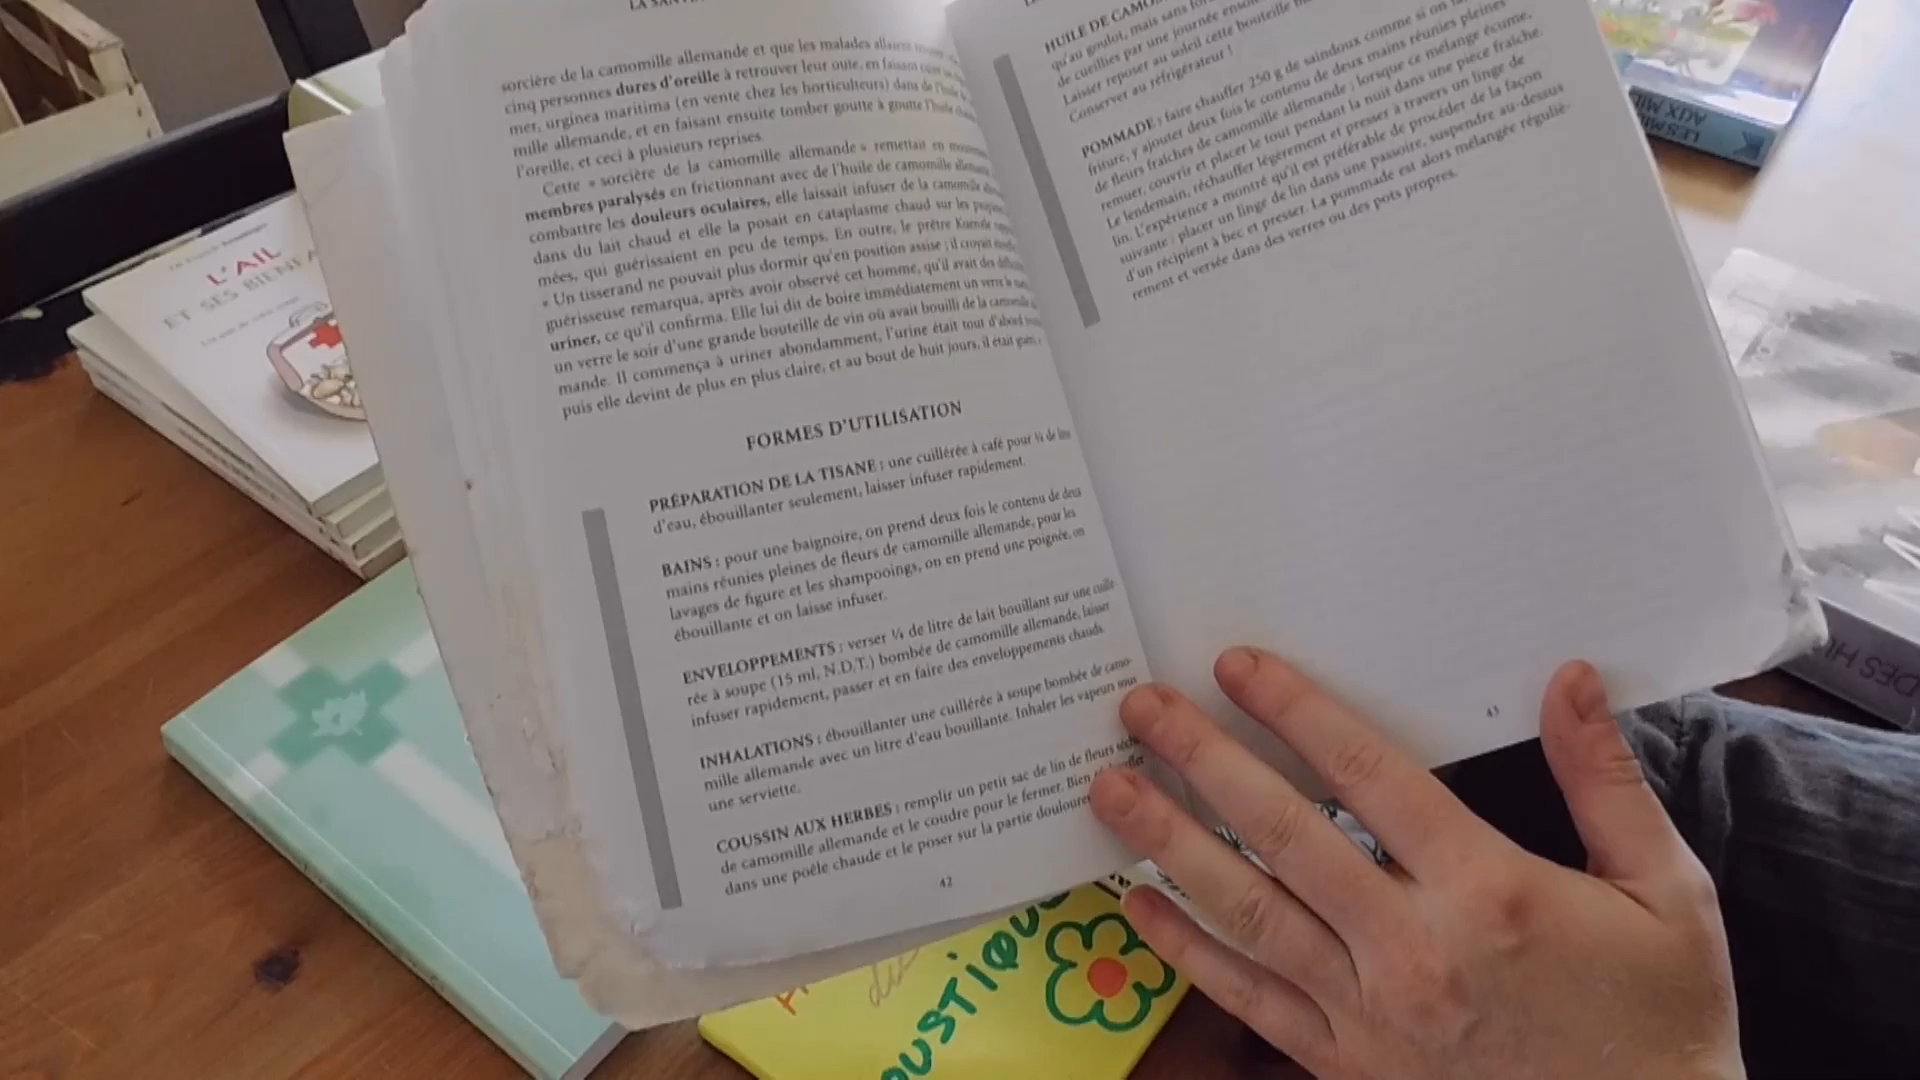 LA SANTÉ
sorcière de la camomille allemande et que les malades allaient
cinq personnes dures d'oreille à retrouver leur ouïe, en faisant
mer, urginea maritima (en vente chez les horticulteurs) dans de l'huile de
mille allemande, et en faisant ensuite tomber goutte à goutte l'huile
l'oreille, et ceci à plusieurs reprises.
Cette « sorcière de la camomille allemande » remettait en mouvement
membres paralysés en frictionnant avec de l'huile de camomille allemande
combattre les douleurs oculaires, elle laissait infuser de la camomille
dans du lait chaud et elle la posait en cataplasme chaud sur les
mées, qui guérissaient en peu de temps. En outre, le prêtre Kuenzle
« Un tisserand ne pouvait plus dormir qu'en position assise ; il croyait
guérisseuse remarqua, après avoir observé cet homme, qu'il avait des
uriner, ce qu'il confirma. Elle lui dit de boire immédiatement un verre
un verre le soir d'une grande bouteille de vin où avait bouilli de la camomille
mande. Il commença à uriner abondamment, l'urine était tout d'abord
puis elle devint de plus en plus claire, et au bout de huit jours, il était guéri. »
FORMES D'UTILISATION
PRÉPARATION DE LA TISANE : une cuillérée à café pour ¼ de litre
d'eau, ébouillanter seulement, laisser infuser rapidement.
BAINS : pour une baignoire, on prend deux fois le contenu de deux
mains réunies pleines de fleurs de camomille allemande, pour les
lavages de figure et les shampooings, on en prend une poignée, on
ébouillante et on laisse infuser.
ENVELOPPEMENTS : verser ¼ de litre de lait bouillant sur une cuillé-
rée à soupe (15 ml, N.D.T.) bombée de camomille allemande, laisser
infuser rapidement, passer et en faire des enveloppements chauds.
INHALATIONS : ébouillanter une cuillérée à soupe bombée de camo-
mille allemande avec un litre d'eau bouillante. Inhaler les vapeurs sous
une serviette.
COUSSIN AUX HERBES : remplir un petit sac de lin de fleurs
de camomille allemande et le coudre pour le fermer. Bien
dans une poêle chaude et le poser sur la partie
42
HUILE DE
qu'au goulot, mais sans
de cueillies par une journée
Laisser reposer au soleil cette bouteille
Conserver au réfrigérateur !
POMMADE : faire chauffer 250 g de saindoux comme si on
friture, y ajouter deux fois le contenu de deux mains réunies pleines
de fleurs fraîches de camomille allemande ; lorsque ce mélange écume,
remuer, couvrir et placer le tout pendant la nuit dans une pièce fraîche.
Le lendemain, réchauffer légèrement et presser à travers un linge de
lin. L'expérience a montré qu'il est préférable de procéder de la façon
suivante : placer un linge de lin dans une passoire, suspendre au-dessus
d'un récipient à bec et presser. La pommade est alors mélangée réguliè-
rement et versée dans des verres ou des pots propres.
43
L'AIL
ET SES
OUSTIQUE
LES MIL
AUX MIL
DES HU